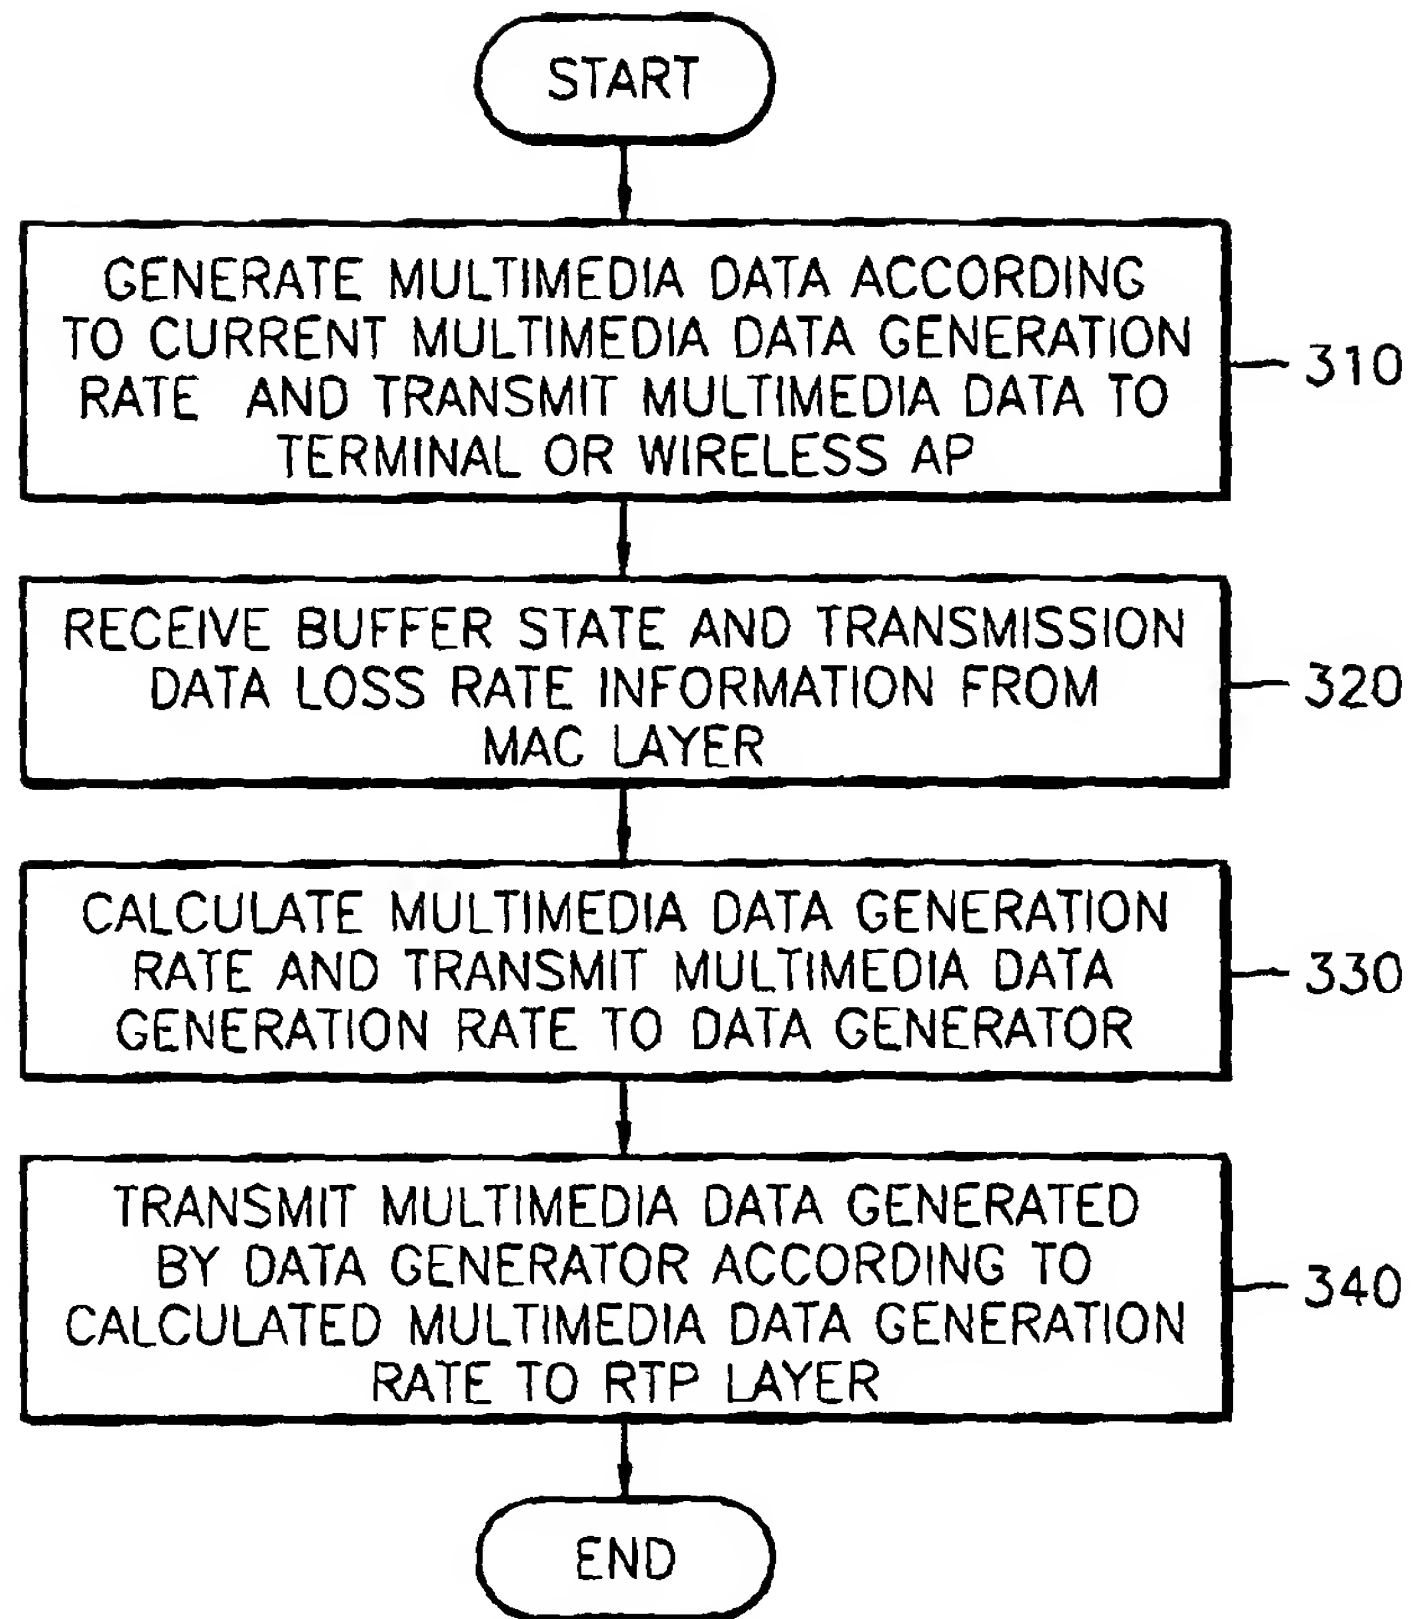 START
GENERATE MULTIMEDIA DATA ACCORDING
TO CURRENT MULTIMEDIA DATA GENERATION
RATE AND TRANSMIT MULTIMEDIA DATA TO
TERMINAL OR WIRELESS AP
310
RECEIVE BUFFER STATE AND TRANSMISSION
DATA LOSS RATE INFORMATION FROM
MAC LAYER
320
CALCULATE MULTIMEDIA DATA GENERATION
RATE AND TRANSMIT MULTIMEDIA DATA
GENERATION RATE TO DATA GENERATOR
330
TRANSMIT MULTIMEDIA DATA GENERATED
BY DATA GENERATOR ACCORDING TO
CALCULATED MULTIMEDIA DATA GENERATION
RATE TO RTP LAYER
340
END